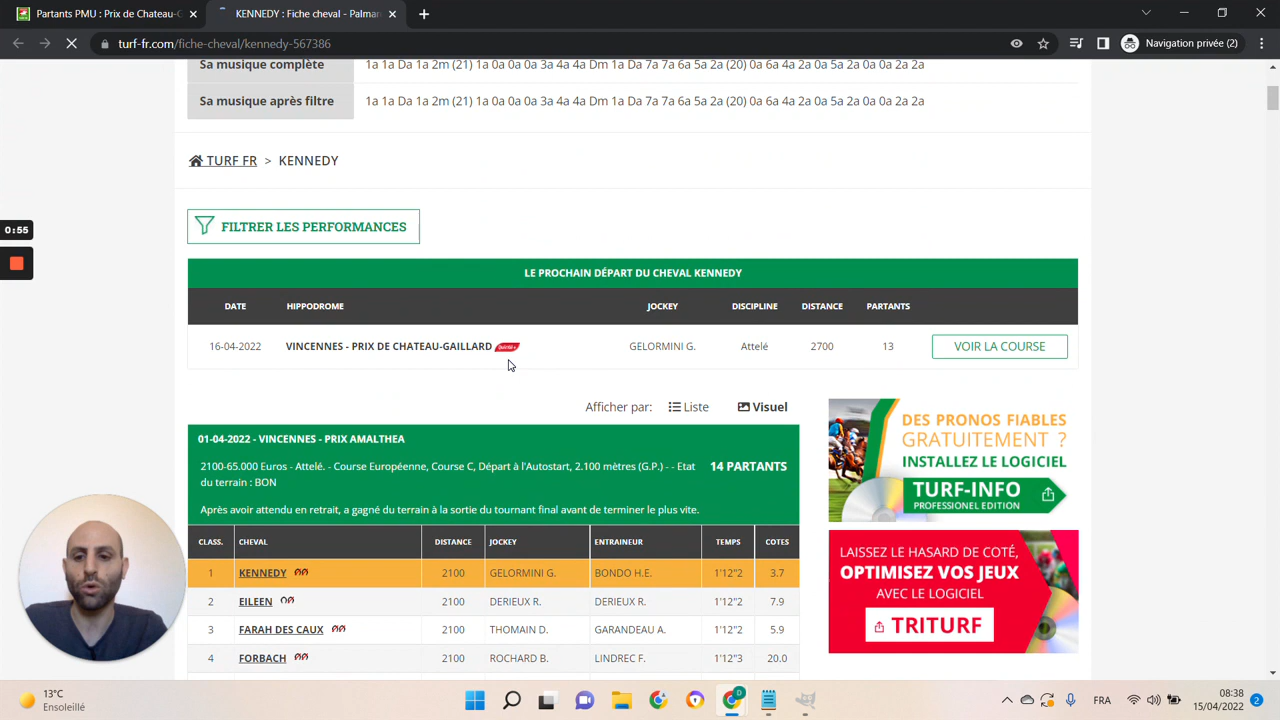 Partants PMU : Prix de Chateau-G
KENNEDY fiche cheval - Palmar
turf-fr.com/fiche-cheval/kennedy-567386
Navigation privée (2)
Sa musique complète 1a 1a Da 1a 2m (21) 1a 0a 0a 0a 3a 4a 4a Dm 1a Da 7a 7a 6a 5a 2a (20) 0a 6a 4a 2a 0a 5a 2a 0a 0a 2a 2a
Sa musique après filtre 1a 1a Da 1a 2m (21) 1a 0a 0a 0a 3a 4a 4a Dm 1a Da 7a 7a 6a 5a 2a (20) 0a 6a 4a 2a 0a 5a 2a 0a 0a 2a 2a
TURF FR > KENNEDY
0:55
FILTRER LES PERFORMANCES
LE PROCHAIN DÉPART DU CHEVAL KENNEDY
DATE HIPPODROME JOCKEY DISCIPLINE DISTANCE PARTANTS
16-04-2022 VINCENNES - PRIX DE CHATEAU-GAILLARD GELORMINI G. Attelé 2700 13 VOIR LA COURSE
Afficher par: Liste Visuel
01-04-2022 - VINCENNES - PRIX AMALTHEA
2100-65.000 Euros - Attelé. - Course Européenne, Course C, Départ à l'Autostart, 2.100 mètres (G.P.) - - Etat
du terrain : BON
14 PARTANTS
Après avoir attendu en retrait, a gagné du terrain à la sortie du tournant final avant de terminer le plus vite.
CLASS. CHEVAL DISTANCE JOCKEY ENTRAINEUR TEMPS COTES
1 KENNEDY 2100 GELORMINI G. BONDO H.E. 1'12"2 3.7
2 EILEEN 2100 DERIEUX R. DERIEUX R. 1'12"2 7.9
3 FARAH DES CAUX 2100 THOMAIN D. GARANDEAU A. 1'12"2 5.9
4 FORBACH 2100 ROCHARD B. LINDREC F. 1'12"3 20.0
DES PRONOS FIABLES
GRATUITEMENT ?
INSTALLEZ LE LOGICIEL
TURF-INFO
PROFESSIONEL EDITION
LAISSEZ LE HASARD DE COTÉ,
OPTIMISEZ VOS JEUX
AVEC LE LOGICIEL
TRITURF
13°C
Ensoleillé
FRA
08:38
15/04/2022
2